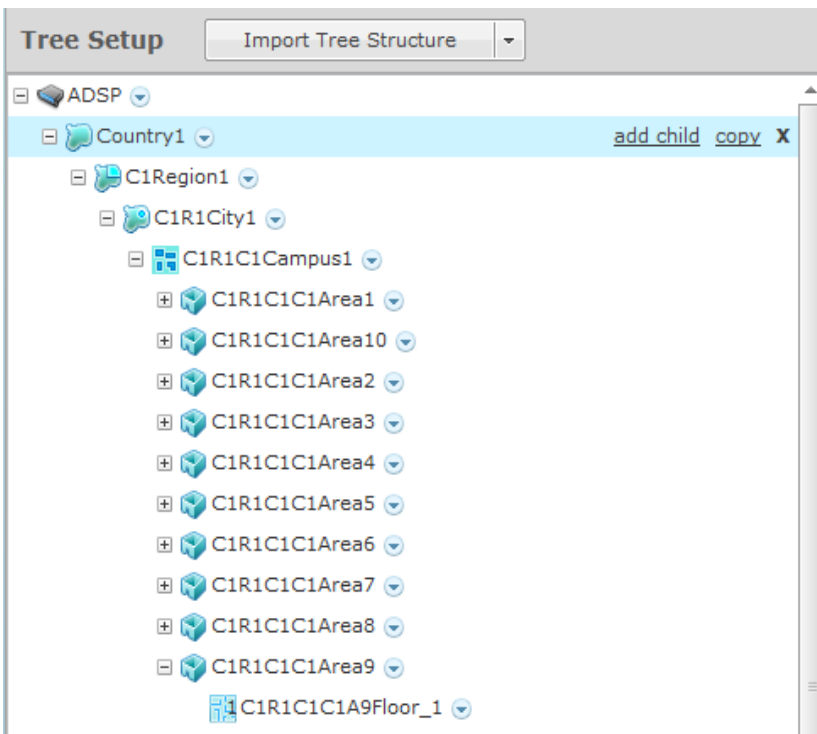 Tree Setup Import Tree Structure
ADSP
Country1 add child copy X
C1Region1
C1R1City1
C1R1C1Campus1
C1R1C1C1Area1
C1R1C1C1Area10
C1R1C1C1Area2
C1R1C1C1Area3
C1R1C1C1Area4
C1R1C1C1Area5
C1R1C1C1Area6
C1R1C1C1Area7
C1R1C1C1Area8
C1R1C1C1Area9
1 C1R1C1C1A9Floor_1